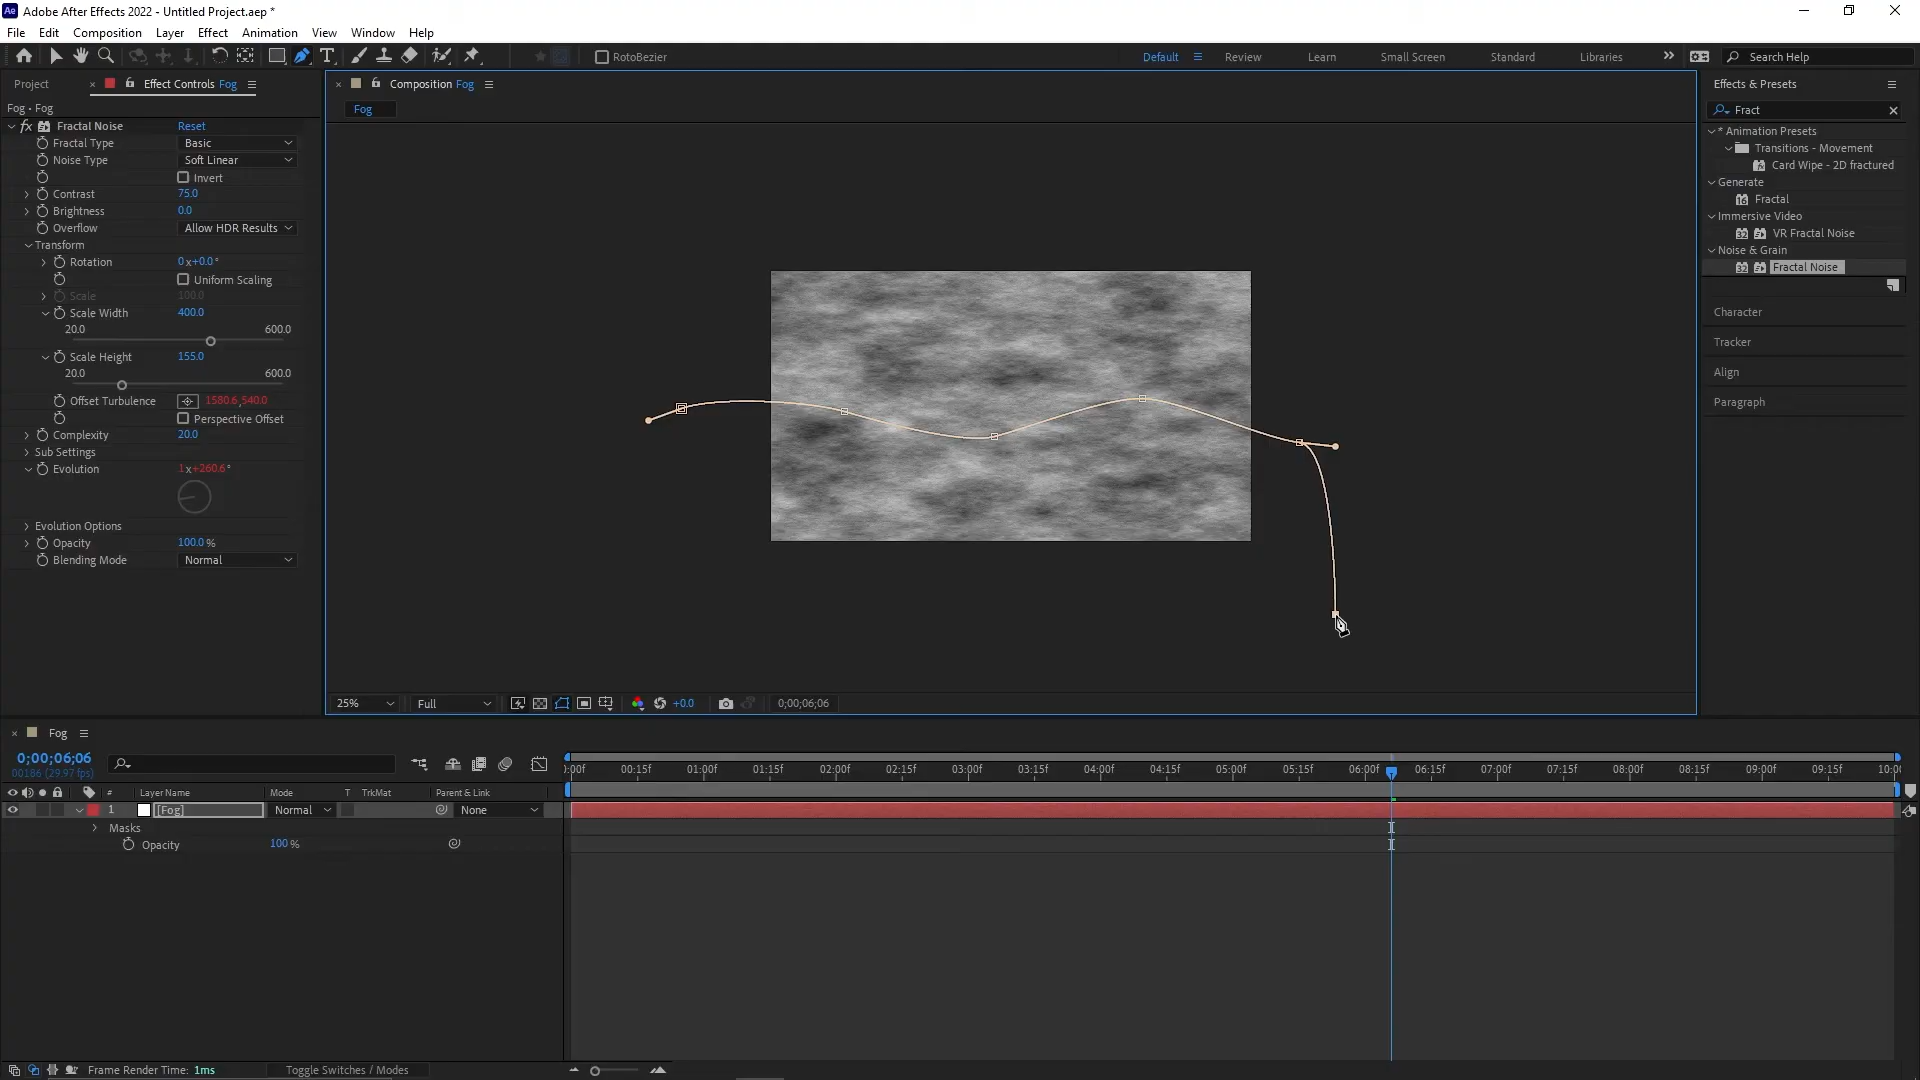 Adobe After Effects 2022 - Untitled Project.aep *
File Edit Composition Layer Effect Animation View Window Help
RotoBezier
Default Review Learn Small Screen Standard Libraries Search Help
Project Effect Controls Fog
Composition Fog
Effects & Presets
Fog • Fog
Fog
Fract
Fractal Noise Reset
Fractal Type Basic
Noise Type Soft Linear
Invert
Contrast 75.0
Brightness 0.0
Overflow Allow HDR Results
Transform
Rotation 0x+0.0°
Uniform Scaling
Scale 100.0
Scale Width 400.0
20.0 600.0
Scale Height 155.0
20.0 600.0
Offset Turbulence 1580.6,540.0
Perspective Offset
Complexity 20.0
Sub Settings
Evolution 1x+260.6°
Evolution Options
Opacity 100.0 %
Blending Mode Normal
* Animation Presets
Transitions - Movement
Card Wipe - 2D fractured
Generate
16 Fractal
Immersive Video
32 VR Fractal Noise
Noise & Grain
32 Fractal Noise
Character
Tracker
Align
Paragraph
25% Full +0.0 0;00;06;06
Fog
0;00;06;06
00186 (29.97 fps)
:00f 00:15f 01:00f 01:15f 02:00f 02:15f 03:00f 03:15f 04:00f 04:15f 05:00f 05:15f 06:00f 06:15f 07:00f 07:15f 08:00f 08:15f 09:00f 09:15f 10:00
# Layer Name Mode T TrkMat Parent & Link
1 [Fog] Normal None
Masks
Opacity 100 %
Frame Render Time: 1ms Toggle Switches / Modes